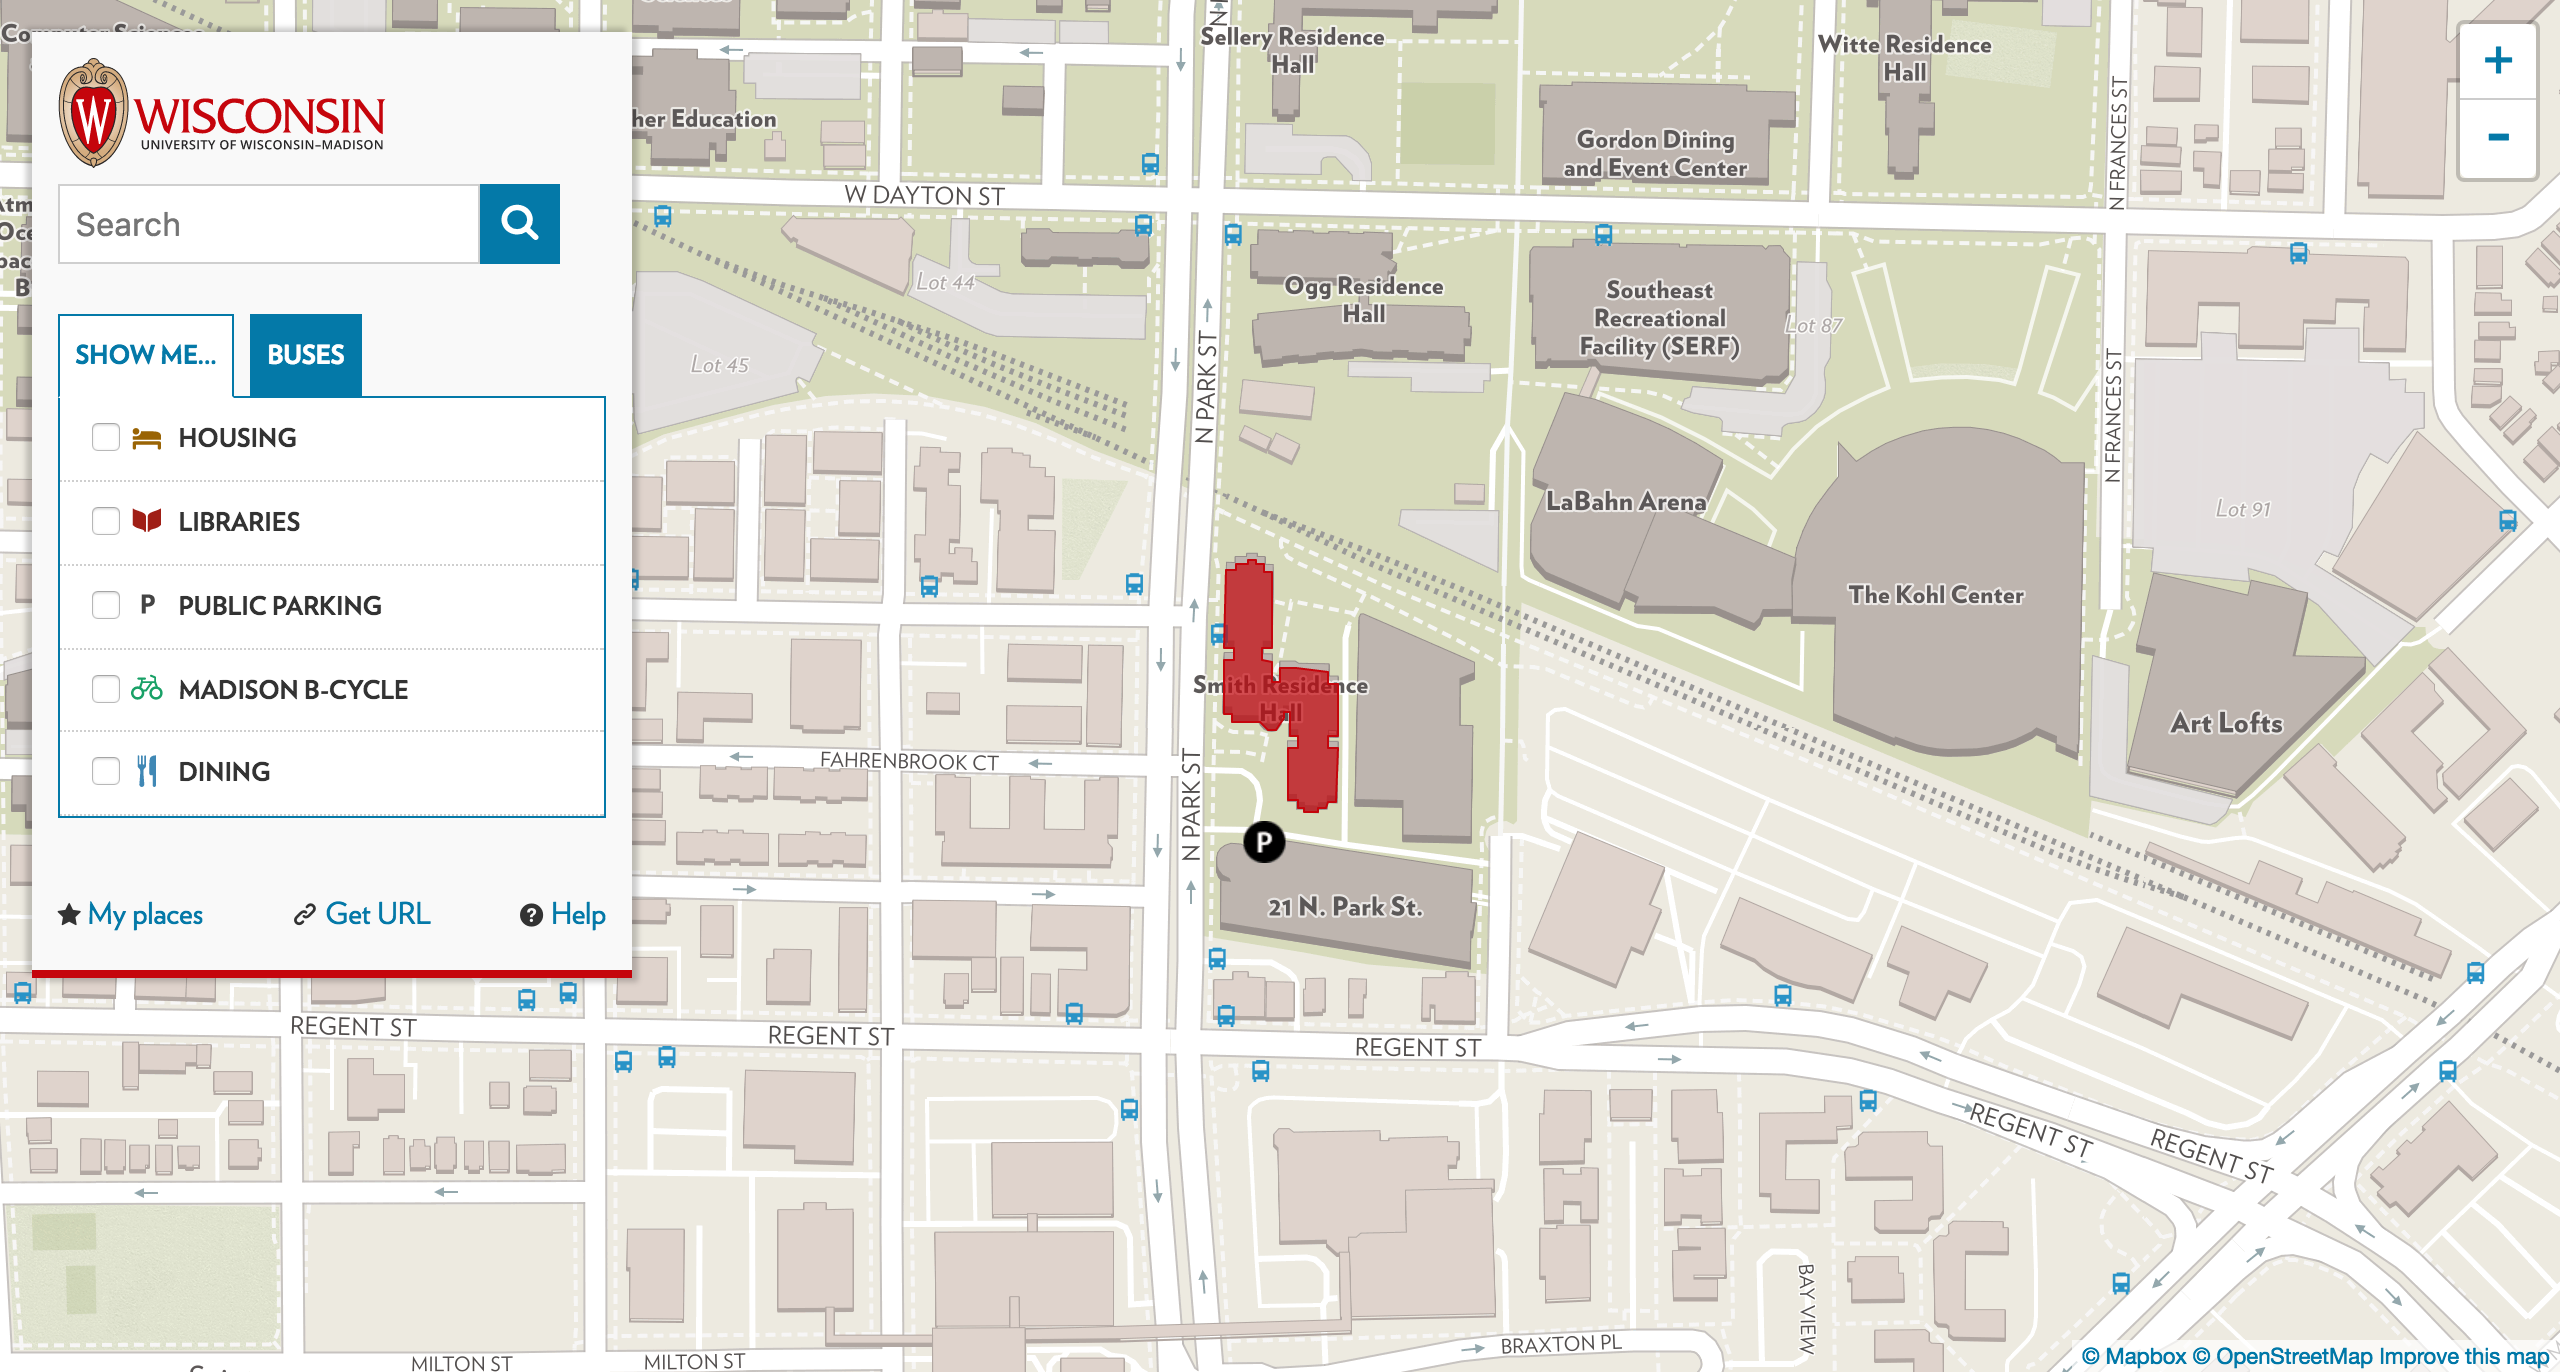 WISCONSIN
UNIVERSITY OF WISCONSIN–MADISON
Search
SHOW ME...
BUSES
HOUSING
LIBRARIES
P PUBLIC PARKING
MADISON B-CYCLE
DINING
My places
Get URL
? Help
+
-
Sellery Residence
Hall
Witte Residence
Hall
her Education
Gordon Dining
and Event Center
N FRANCES ST
W DAYTON ST
Lot 44
Lot 45
Ogg Residence
Hall
Southeast
Recreational
Facility (SERF)
Lot 87
N PARK ST
N FRANCES ST
LaBahn Arena
Lot 91
The Kohl Center
Smith Residence
Hall
Art Lofts
FAHRENBROOK CT
N PARK ST
P
21 N. Park St.
REGENT ST
REGENT ST
REGENT ST
REGENT ST
REGENT ST
BAY VIEW
BRAXTON PL
MILTON ST
MILTON ST
© Mapbox © OpenStreetMap Improve this map